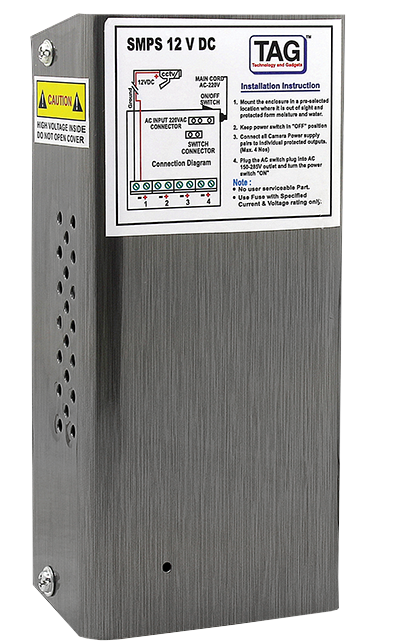 SMPS 12 V DC
TAG™
Technology and Gadgets
12VDC
cctv
MAIN CORD
AC-220V
ON/OFF
SWITCH
Ground
AC INPUT 220VAC
CONNECTOR
SWITCH
CONNECTOR
Connection Diagram
- + - + - + - +
1 2 3 4
Installation Instruction
1. Mount the enclosure in a pre-selected
location where it is out of sight and
protected form moisture and water.
2. Keep power switch in "OFF" position
3. Connect all Camera Power supply
pairs to individual protected outputs.
(Max. 4 Nos)
4. Plug the AC switch plug into AC
150-285V outlet and turn the power
switch "ON"
Note :
• No user serviceable Part.
• Use Fuse with Specified
Current & Voltage rating only.
CAUTION
HIGH VOLTAGE INSIDE
DO NOT OPEN COVER